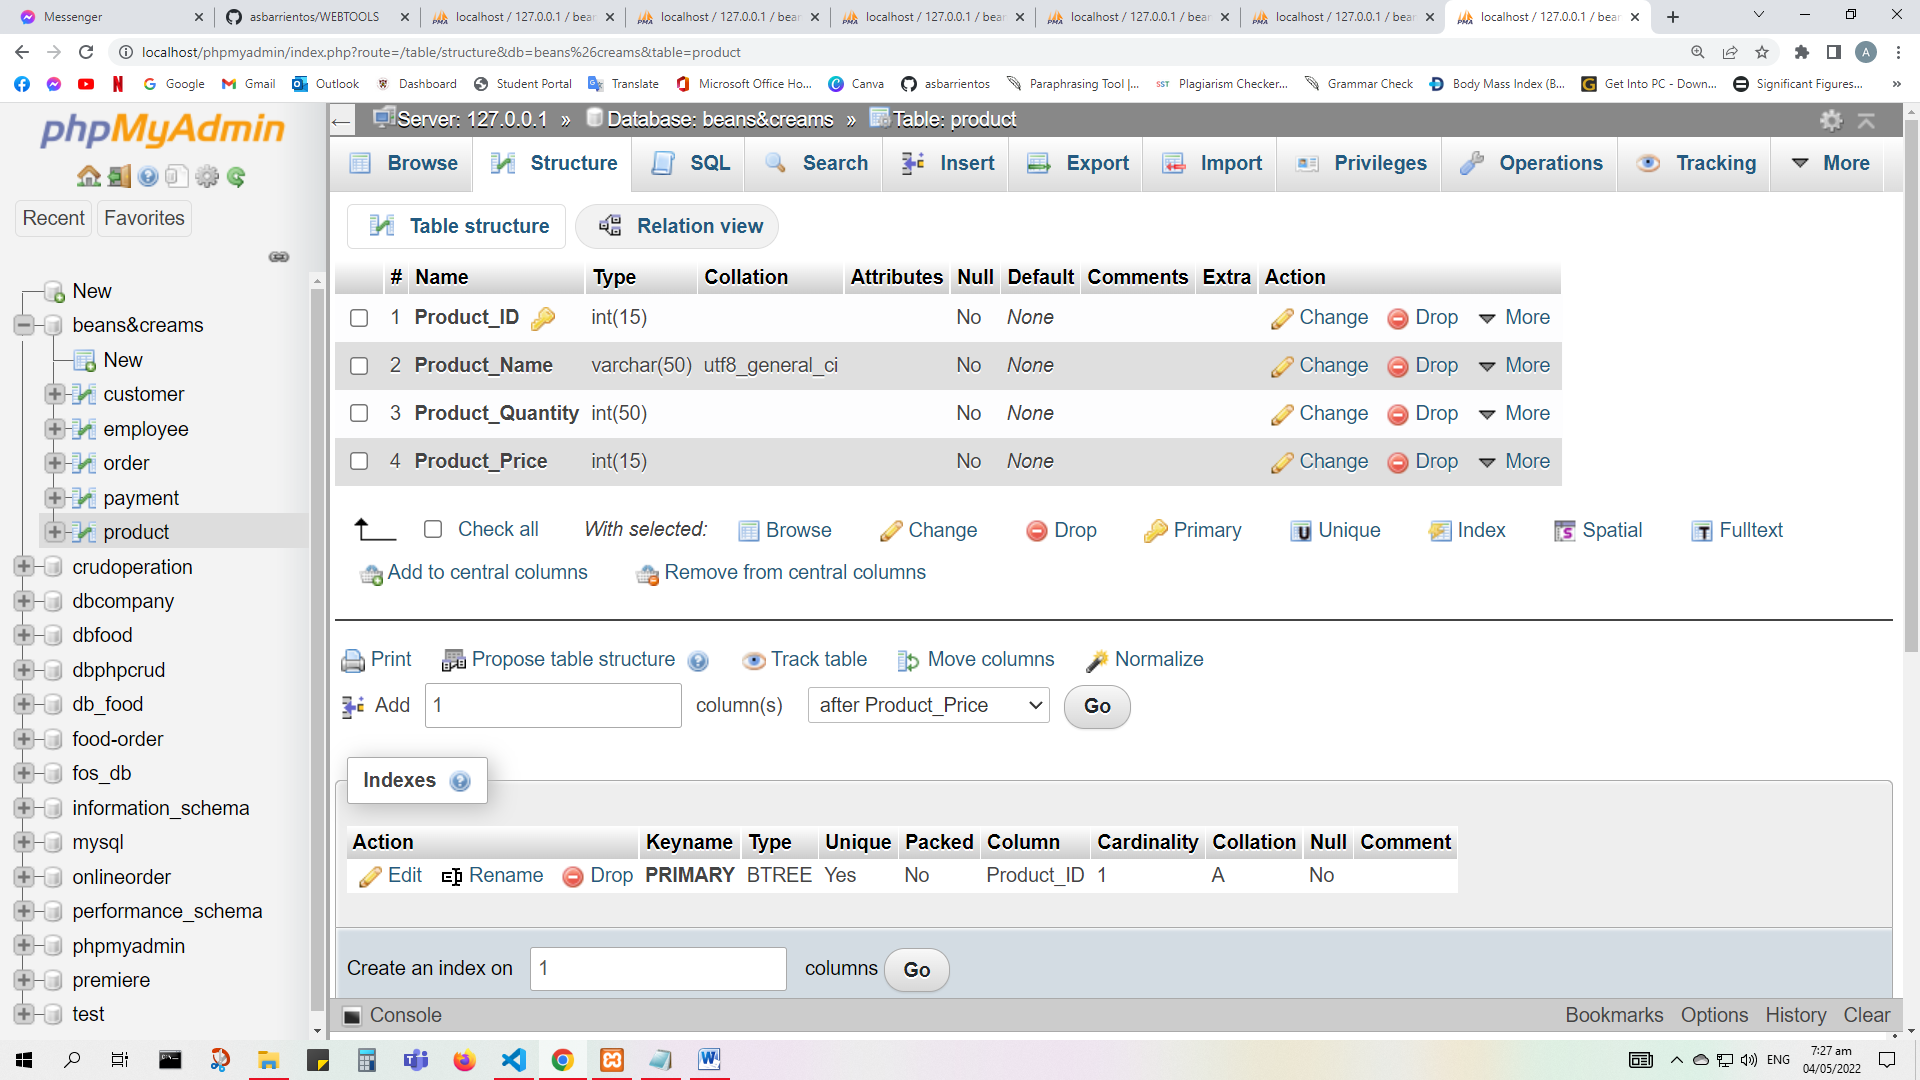 Messenger
asbarrientos/WEBTOOLS
localhost / 127.0.0.1 / bear
localhost / 127.0.0.1 / bear
localhost / 127.0.0.1 / bear
localhost / 127.0.0.1 / bear
localhost / 127.0.0.1 / bear
localhost / 127.0.0.1 / bear
localhost/phpmyadmin/index.php?route=/table/structure&db=beans%26creams&table=product
A
Google
Gmail
Outlook
Dashboard
Student Portal
Translate
Microsoft Office Ho...
Canva
asbarrientos
Paraphrasing Tool |...
SST
Plagiarism Checker...
Grammar Check
Body Mass Index (B...
Get Into PC - Down...
Significant Figures...
phpMyAdmin
Recent
Favorites
New
beans&creams
New
customer
employee
order
payment
product
crudoperation
dbcompany
dbfood
dbphpcrud
db_food
food-order
fos_db
information_schema
mysql
onlineorder
performance_schema
phpmyadmin
premiere
test
Server: 127.0.0.1 » Database: beans&creams » Table: product
Browse
Structure
SQL
Search
Insert
Export
Import
Privileges
Operations
Tracking
More
Table structure
Relation view
# Name Type Collation Attributes Null Default Comments Extra Action
1 Product_ID int(15) No None Change Drop More
2 Product_Name varchar(50) utf8_general_ci No None Change Drop More
3 Product_Quantity int(50) No None Change Drop More
4 Product_Price int(15) No None Change Drop More
Check all With selected: Browse Change Drop Primary Unique Index Spatial Fulltext
Add to central columns Remove from central columns
Print Propose table structure Track table Move columns Normalize
Add 1 column(s) after Product_Price Go
Indexes
Action Keyname Type Unique Packed Column Cardinality Collation Null Comment
Edit Rename Drop PRIMARY BTREE Yes No Product_ID 1 A No
Create an index on 1 columns Go
Console
Bookmarks Options History Clear
ENG
7:27 am
04/05/2022